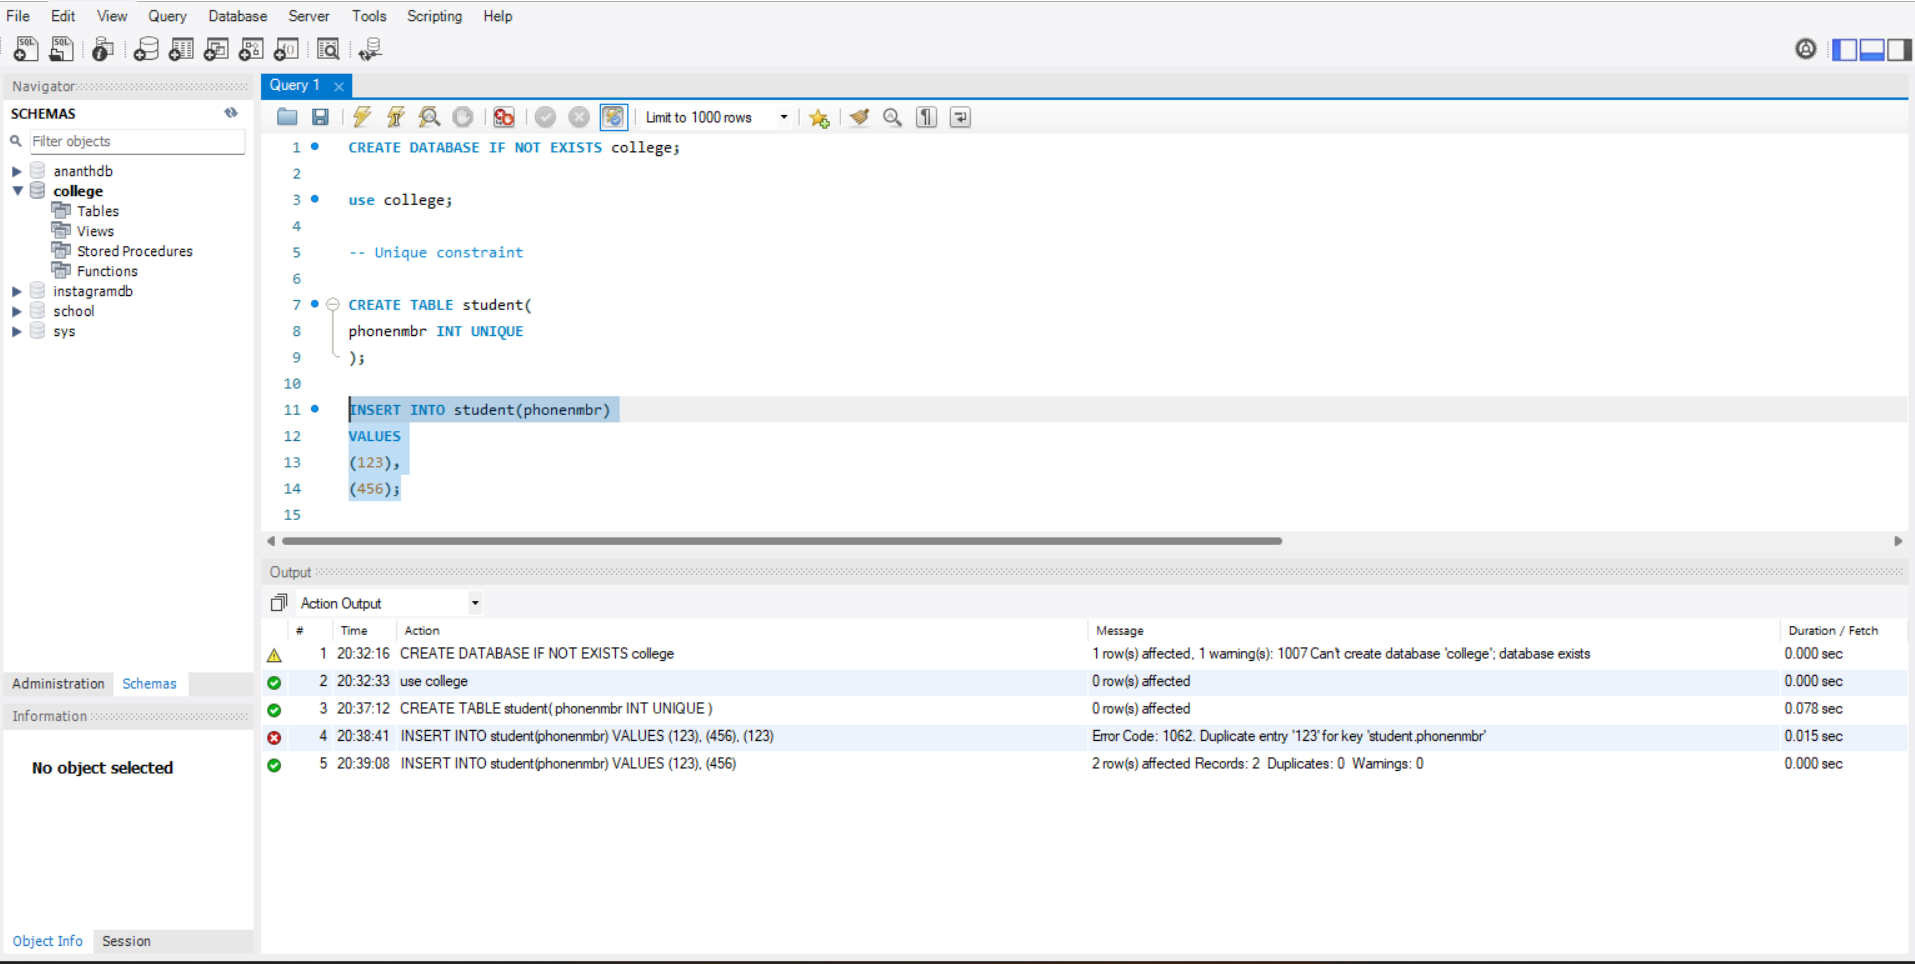 File Edit View Query Database Server Tools Scripting Help
Navigator
SCHEMAS
Filter objects
ananthdb
college
Tables
Views
Stored Procedures
Functions
instagramdb
school
sys
Administration Schemas
Information
No object selected
Object Info Session
Query 1
Limit to 1000 rows
1 CREATE DATABASE IF NOT EXISTS college;
2
3 use college;
4
5 -- Unique constraint
6
7 CREATE TABLE student(
8 phonenmbr INT UNIQUE
9 );
10
11 INSERT INTO student(phonenmbr)
12 VALUES
13 (123),
14 (456);
15
Output
Action Output
# Time Action Message Duration / Fetch
1 20:32:16 CREATE DATABASE IF NOT EXISTS college 1 row(s) affected, 1 warning(s): 1007 Can't create database 'college'; database exists 0.000 sec
2 20:32:33 use college 0 row(s) affected 0.000 sec
3 20:37:12 CREATE TABLE student( phonenmbr INT UNIQUE ) 0 row(s) affected 0.078 sec
4 20:38:41 INSERT INTO student(phonenmbr) VALUES (123), (456), (123) Error Code: 1062. Duplicate entry '123' for key 'student.phonenmbr' 0.015 sec
5 20:39:08 INSERT INTO student(phonenmbr) VALUES (123), (456) 2 row(s) affected Records: 2 Duplicates: 0 Warnings: 0 0.000 sec